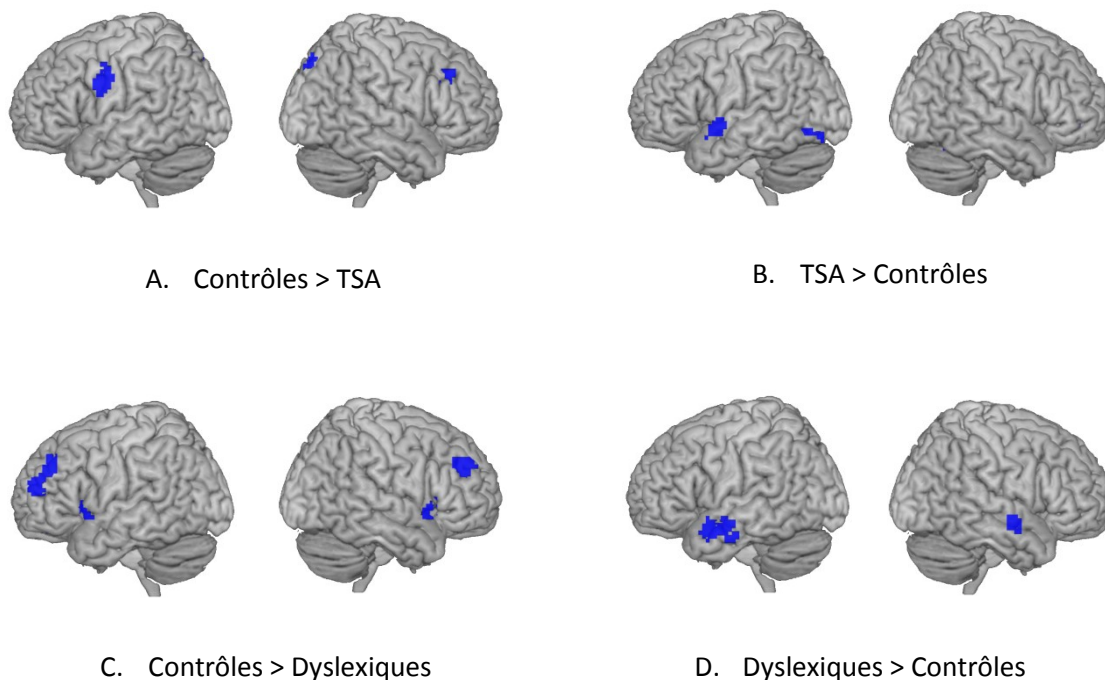 A. Contrôles > TSA
B. TSA > Contrôles
C. Contrôles > Dyslexiques
D. Dyslexiques > Contrôles